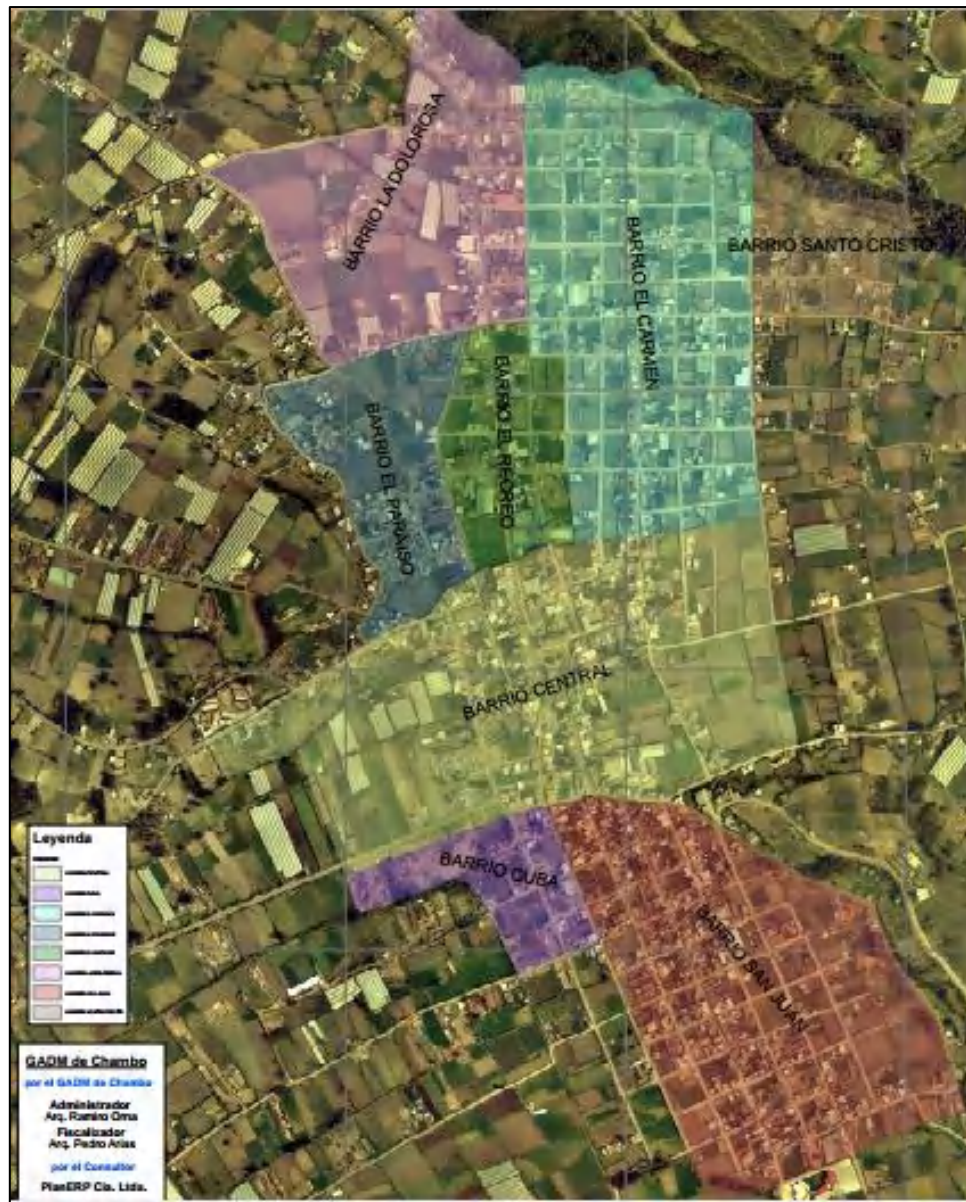 BARRIO LA DOLOROSA
BARRIO SANTO CRISTO
BARRIO EL CARMEN
BARRIO EL RECREO
BARRIO EL PARAISO
BARRIO CENTRAL
BARRIO CUBA
BARRIO SAN JUAN
Leyenda
GADM de Chambo
por el GADM de Chambo
Administrador
Arq. Ramiro Orna
Fiscalizador
Arq. Pedro Arias
por el Consultor
PlanERP Cia. Ltda.